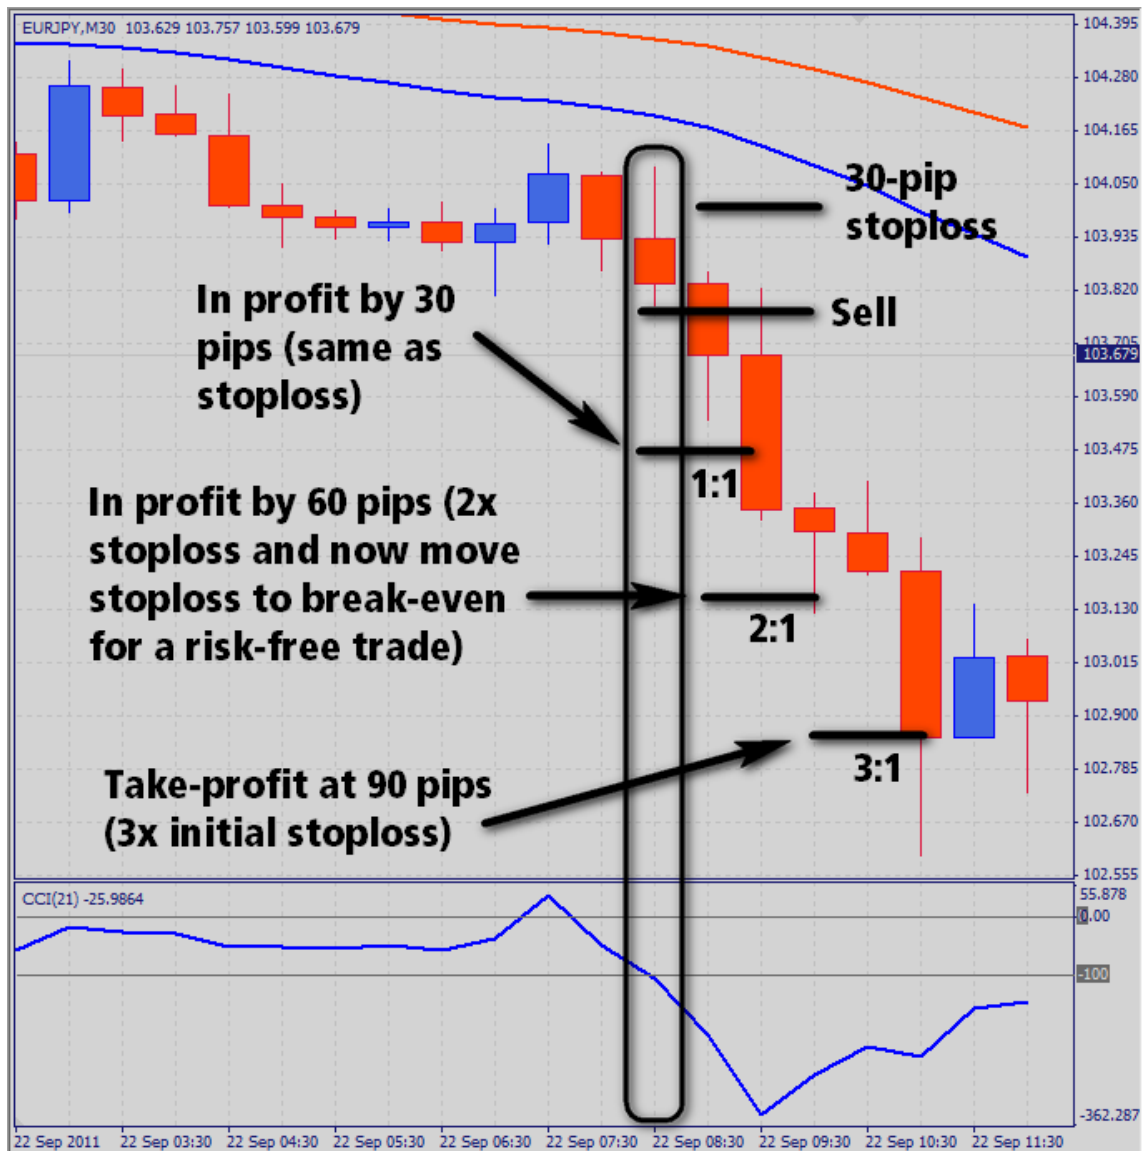 EURJPY,M30 103.629 103.757 103.599 103.679
104.395
104.280
104.165
104.050
103.935
103.820
103.705
103.679
103.590
103.475
103.360
103.245
103.130
103.015
102.900
102.785
102.670
102.555
30-pip
stoploss
Sell
In profit by 30
pips (same as
stoploss)
1:1
In profit by 60 pips (2x
stoploss and now move
stoploss to break-even
for a risk-free trade)
2:1
Take-profit at 90 pips
(3x initial stoploss)
3:1
CCI(21) -25.9864
55.878
0.00
-100
-362.287
22 Sep 2011
22 Sep 03:30
22 Sep 04:30
22 Sep 05:30
22 Sep 06:30
22 Sep 07:30
22 Sep 08:30
22 Sep 09:30
22 Sep 10:30
22 Sep 11:30